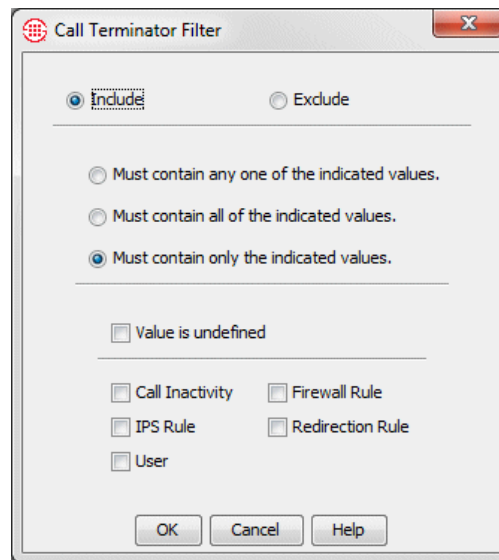 Call Terminator Filter
Include Exclude
Must contain any one of the indicated values.
Must contain all of the indicated values.
Must contain only the indicated values.
Value is undefined
Call Inactivity Firewall Rule
IPS Rule Redirection Rule
User
OK Cancel Help